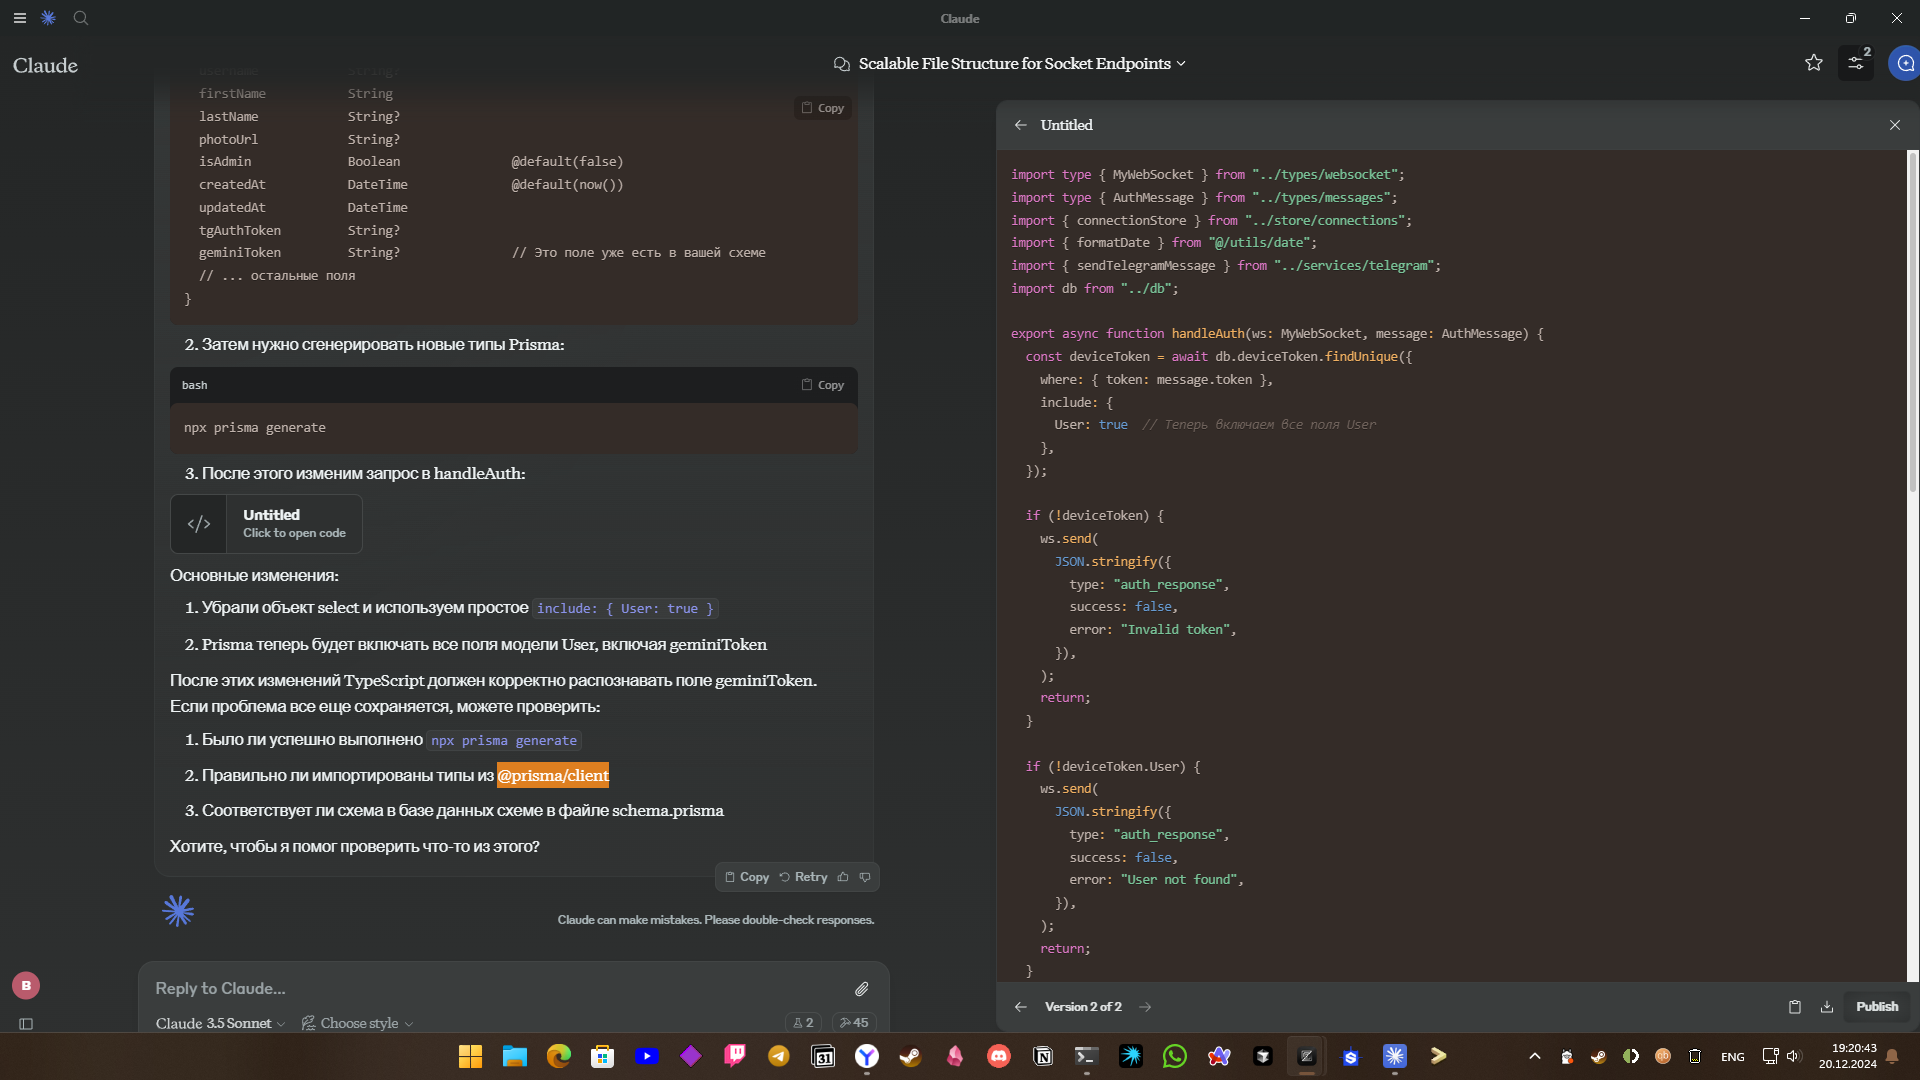 Claude
Claude
Scalable File Structure for Socket Endpoints
2
firstName String
Copy
lastName String?
photoUrl String?
isAdmin Boolean @default(false)
createdAt DateTime @default(now())
updatedAt DateTime
tgAuthToken String?
geminiToken String? // Это поле уже есть в вашей схеме
// ... остальные поля
}
2. Затем нужно сгенерировать новые типы Prisma:
bash
Copy
npx prisma generate
3. После этого изменим запрос в handleAuth:
Untitled
Click to open code
Основные изменения:
1. Убрали объект select и используем простое include: { User: true }
2. Prisma теперь будет включать все поля модели User, включая geminiToken
После этих изменений TypeScript должен корректно распознавать поле geminiToken.
Если проблема все еще сохраняется, можете проверить:
1. Было ли успешно выполнено npx prisma generate
2. Правильно ли импортированы типы из @prisma/client
3. Соответствует ли схема в базе данных схеме в файле schema.prisma
Хотите, чтобы я помог проверить что-то из этого?
Copy Retry
Claude can make mistakes. Please double-check responses.
B
Reply to Claude...
Claude 3.5 Sonnet Choose style 2 45
Untitled
import type { MyWebSocket } from "../types/websocket";
import type { AuthMessage } from "../types/messages";
import { connectionStore } from "../store/connections";
import { formatDate } from "@/utils/date";
import { sendTelegramMessage } from "../services/telegram";
import db from "../db";
export async function handleAuth(ws: MyWebSocket, message: AuthMessage) {
const deviceToken = await db.deviceToken.findUnique({
where: { token: message.token },
include: {
User: true // Теперь включаем все поля User
},
});
if (!deviceToken) {
ws.send(
JSON.stringify({
type: "auth_response",
success: false,
error: "Invalid token",
}),
);
return;
}
if (!deviceToken.User) {
ws.send(
JSON.stringify({
type: "auth_response",
success: false,
error: "User not found",
}),
);
return;
}
Version 2 of 2
Publish
31
ENG
19:20:43
20.12.2024